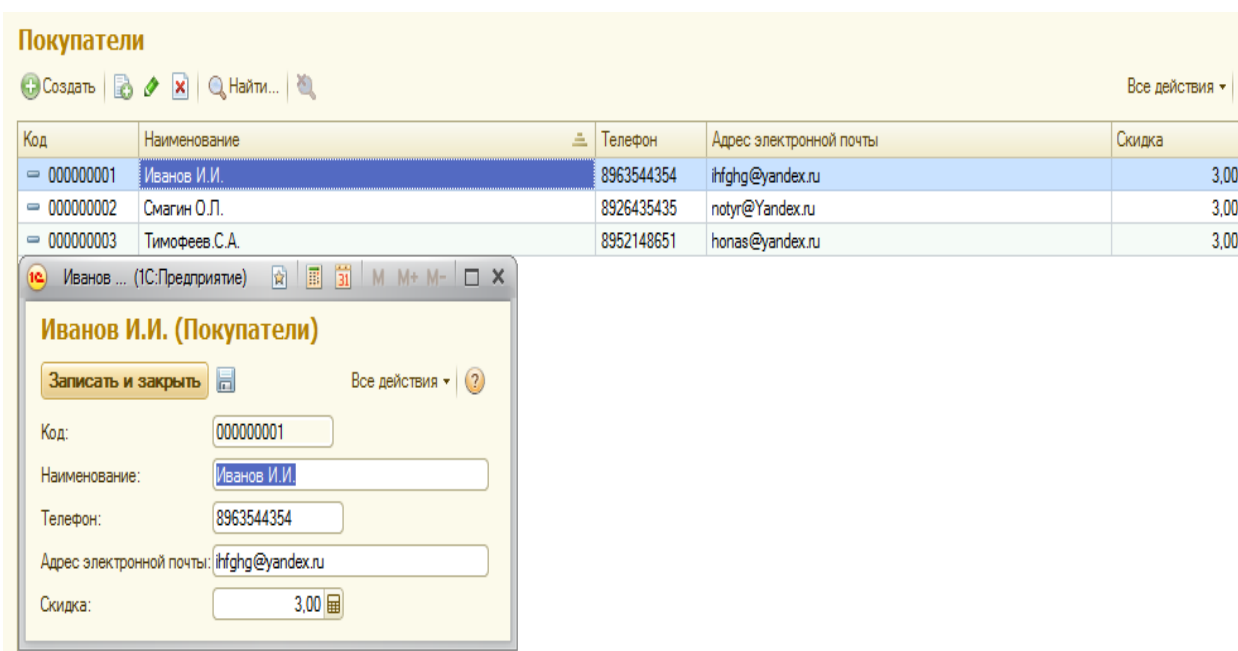 Покупатели
Создать Найти... Все действия
Код Наименование Телефон Адрес электронной почты Скидка
000000001 Иванов И.И. 8963544354 ihfghg@yandex.ru 3,00
000000002 Смагин О.Л. 8926435435 notyr@Yandex.ru 3,00
000000003 Тимофеев.С.А. 8952148651 honas@yandex.ru 3,00
1С Иванов ... (1С:Предприятие) 31 M M+ M-
Иванов И.И. (Покупатели)
Записать и закрыть Все действия ?
Код: 000000001
Наименование: Иванов И.И.
Телефон: 8963544354
Адрес электронной почты: ihfghg@yandex.ru
Скидка: 3,00